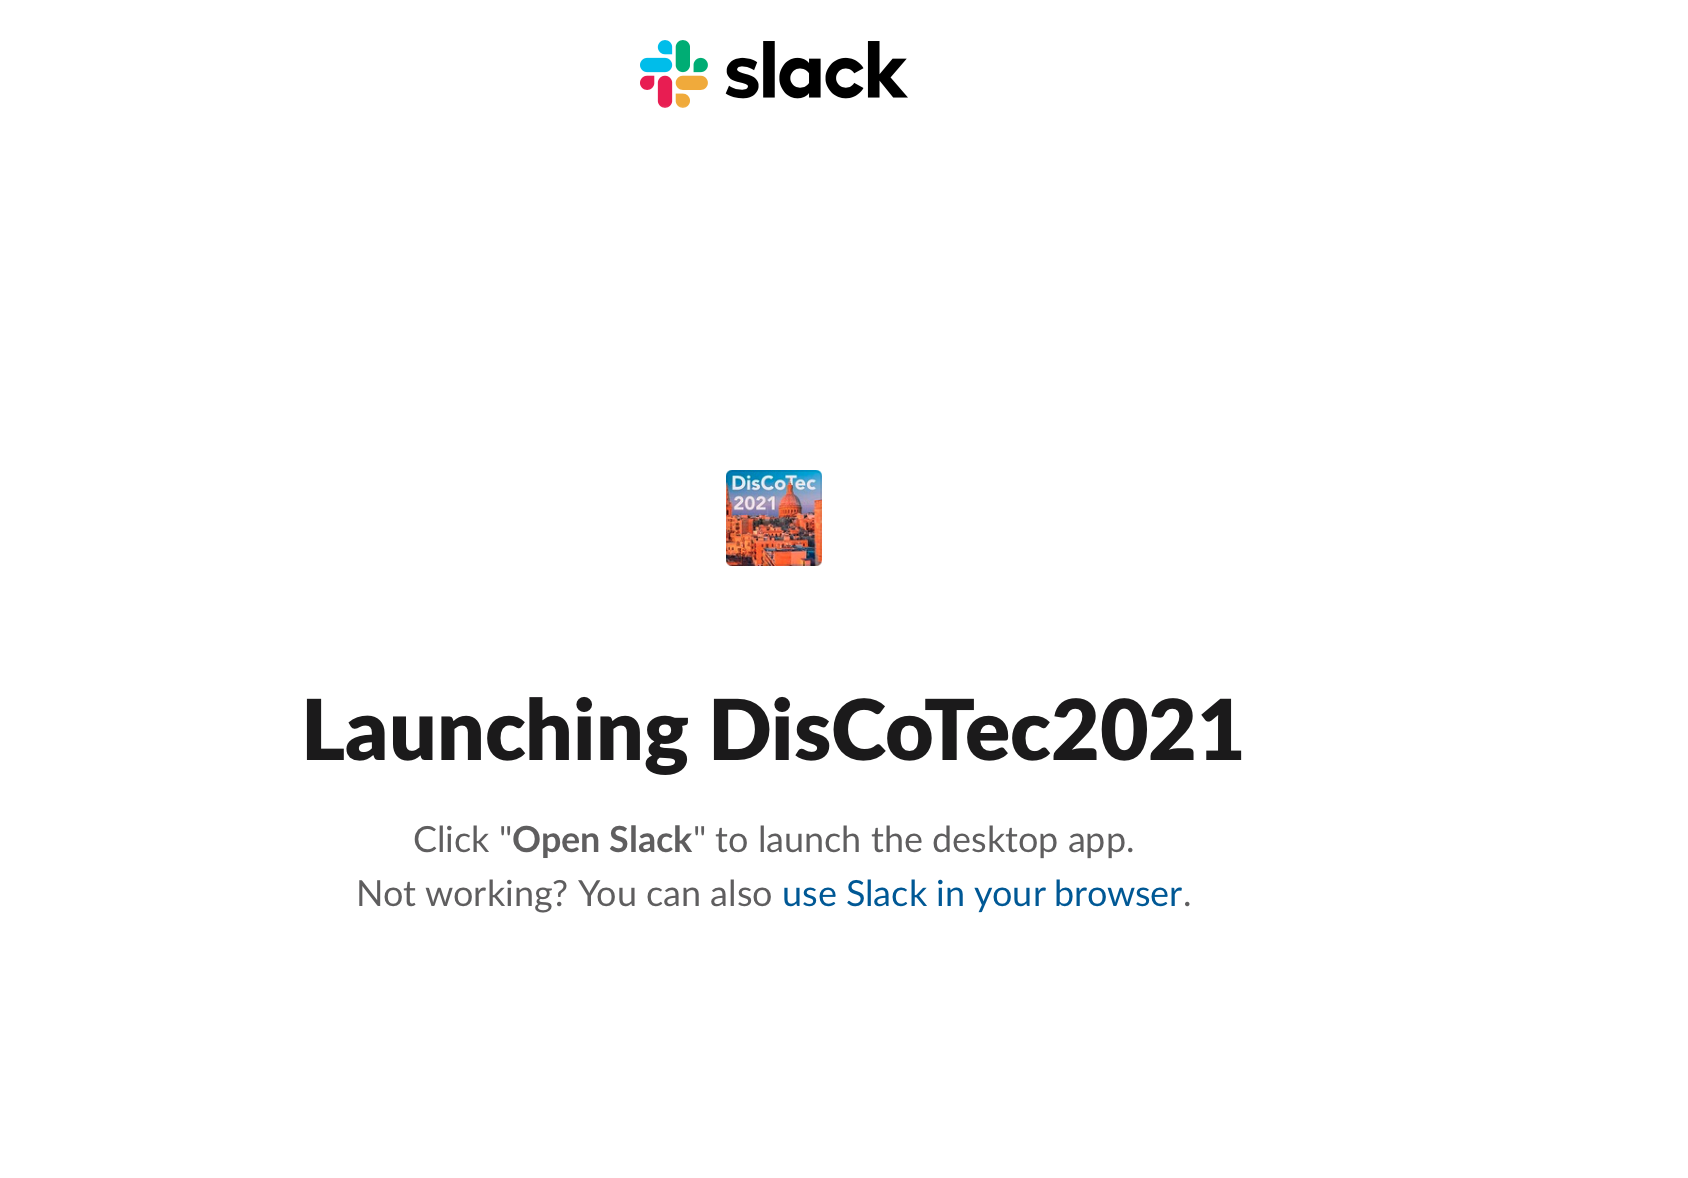 slack
DisCoTec
2021
Launching DisCoTec2021
Click "Open Slack" to launch the desktop app.
Not working? You can also use Slack in your browser.